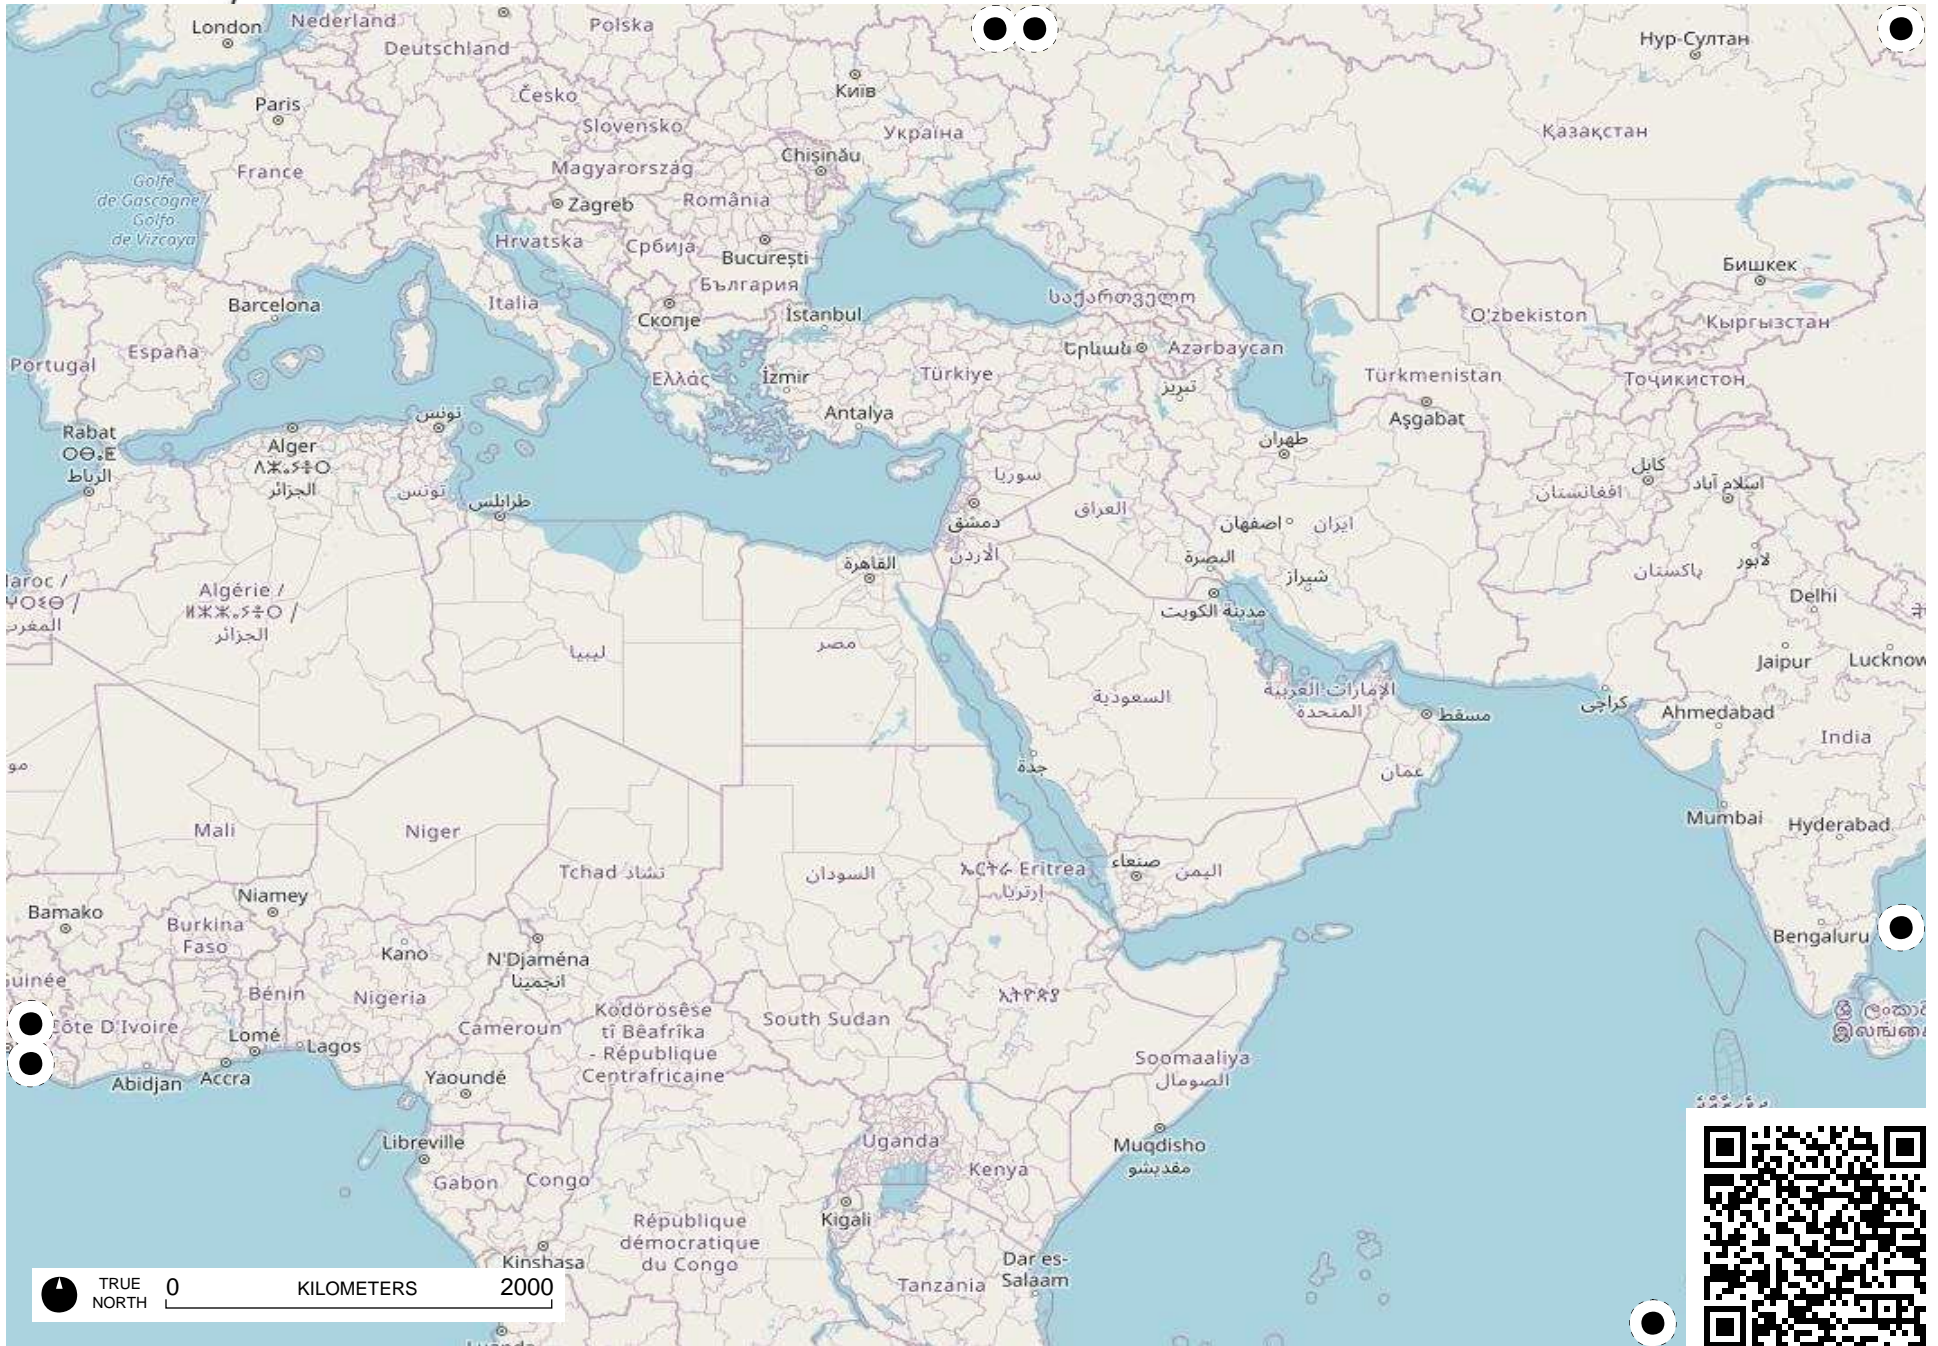 London
Nederland
Deutschland
Polska
Нур-Султан
Paris
Česko
Київ
Slovensko
Україна
Қазақстан
France
Magyarország
Chișinău
Golfe
de Gascogne /
Golfo
de Vizcaya
Zagreb
România
Hrvatska
Србија
București
Бишкек
България
Barcelona
Italia
Скопје
İstanbul
საქართველო
O'zbekiston
Кыргызстан
Portugal
España
Ελλάς
İzmir
Türkiye
Երևան
Azərbaycan
تبریز
Türkmenistan
Тоҷикистон
تونس
Antalya
Aşgabat
Rabat
ⵔⴱⴰⵟ
الرباط
Alger
ⴷⵣⴰⵢⴻⵔ
الجزائر
تونس
طرابلس
طهران
سوريا
دمشق
العراق
اصفهان
ایران
کابل
افغانستان
اسلام آباد
الأردن
القاهرة
البصرة
شیراز
مدينة الكويت
پاکستان
لاہور
Delhi
Algérie /
الجزائر
المغرب
ليبيا
مصر
السعودية
الإمارات العربية
المتحدة
مسقط
عمان
کراچی
Jaipur
Lucknow
Ahmedabad
India
جدة
Mali
Niger
Tchad تشاد
السودان
ኤርትራ Eritrea
إرتريا
صنعاء
اليمن
Mumbai
Hyderabad
Bamako
Niamey
Burkina
Faso
Kano
N'Djaména
انجمينا
Bengaluru
Bénin
Nigeria
Cameroun
Ködörösêse
tî Bêafrîka
- République
Centrafricaine
South Sudan
ኢትዮጵያ
Côte D'Ivoire
Lomé
Lagos
Abidjan
Accra
Yaoundé
Soomaaliya
الصومال
Libreville
Gabon
Congo
Uganda
Kenya
Muqdisho
مقديشو
Kigali
République
démocratique
du Congo
Kinshasa
Tanzania
Dar es-
Salaam
TRUE
NORTH
0 KILOMETERS 2000